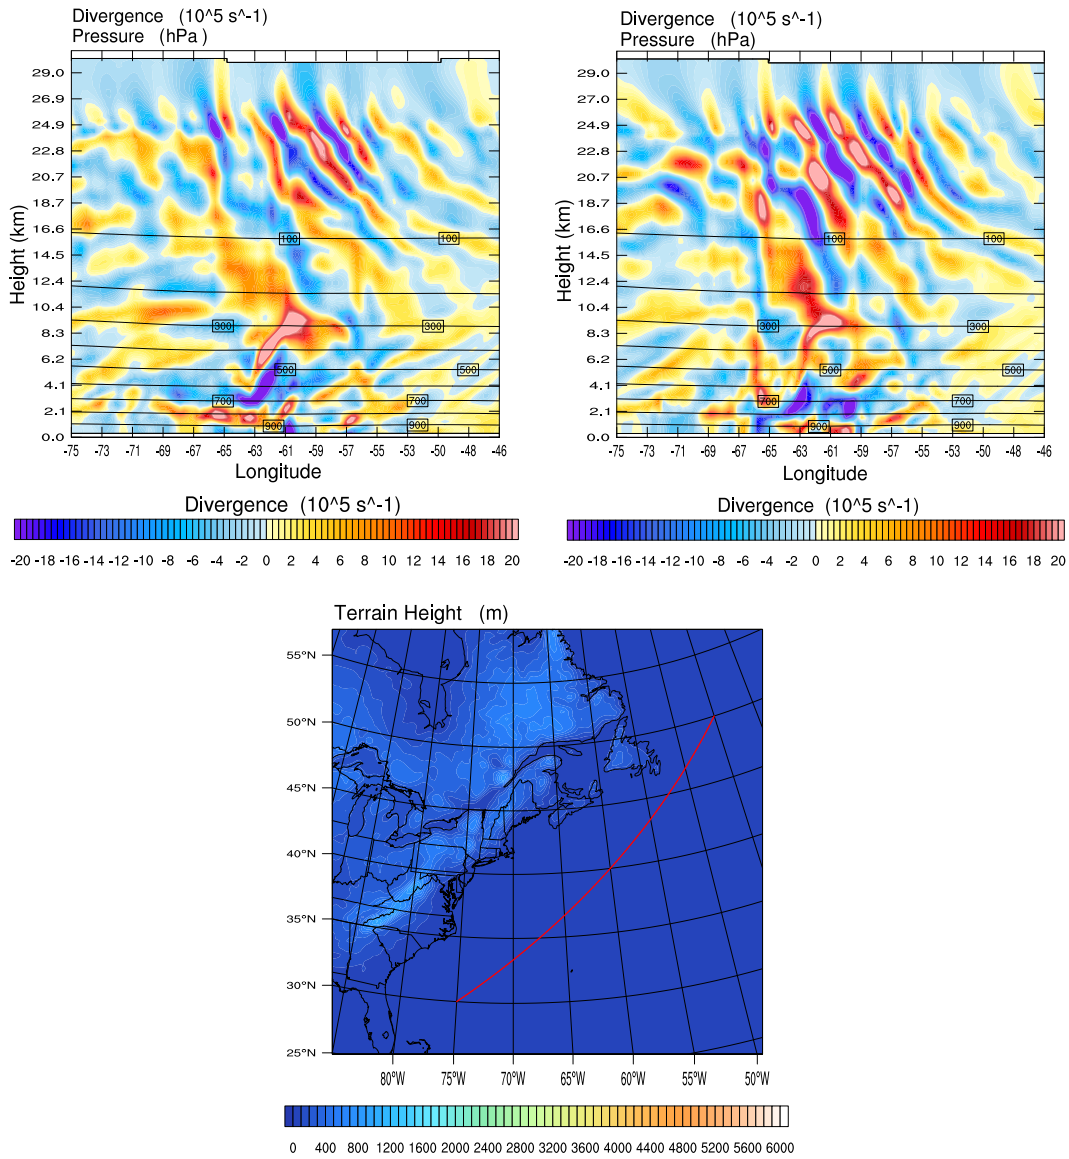 Divergence (10^5 s^-1)
Pressure (hPa )
29.0
26.9
24.9
22.8
20.7
18.7
16.6
14.5
12.4
10.4
8.3
6.2
4.1
2.1
0.0
Height (km)
100
100
300
300
500
500
700
700
900
900
-75 -73 -71 -69 -67 -65 -63 -61 -59 -56 -54 -52 -50 -48 -46
Longitude
Divergence (10^5 s^-1)
-20 -18 -16 -14 -12 -10 -8 -6 -4 -2 0 2 4 6 8 10 12 14 16 18 20
Divergence (10^5 s^-1)
Pressure (hPa)
29.0
27.0
24.9
22.8
20.7
18.7
16.6
14.5
12.4
10.4
8.3
6.2
4.1
2.1
0.0
Height (km)
100
100
300
300
500
500
700
700
900
900
-75 -73 -71 -69 -67 -65 -63 -61 -59 -56 -54 -52 -50 -48 -46
Longitude
Divergence (10^5 s^-1)
-20 -18 -16 -14 -12 -10 -8 -6 -4 -2 0 2 4 6 8 10 12 14 16 18 20
Terrain Height (m)
55°N
50°N
45°N
40°N
35°N
30°N
25°N
80°W 75°W 70°W 65°W 60°W 55°W 50°W
0 400 800 1200 1600 2000 2400 2800 3200 3600 4000 4400 4800 5200 5600 6000